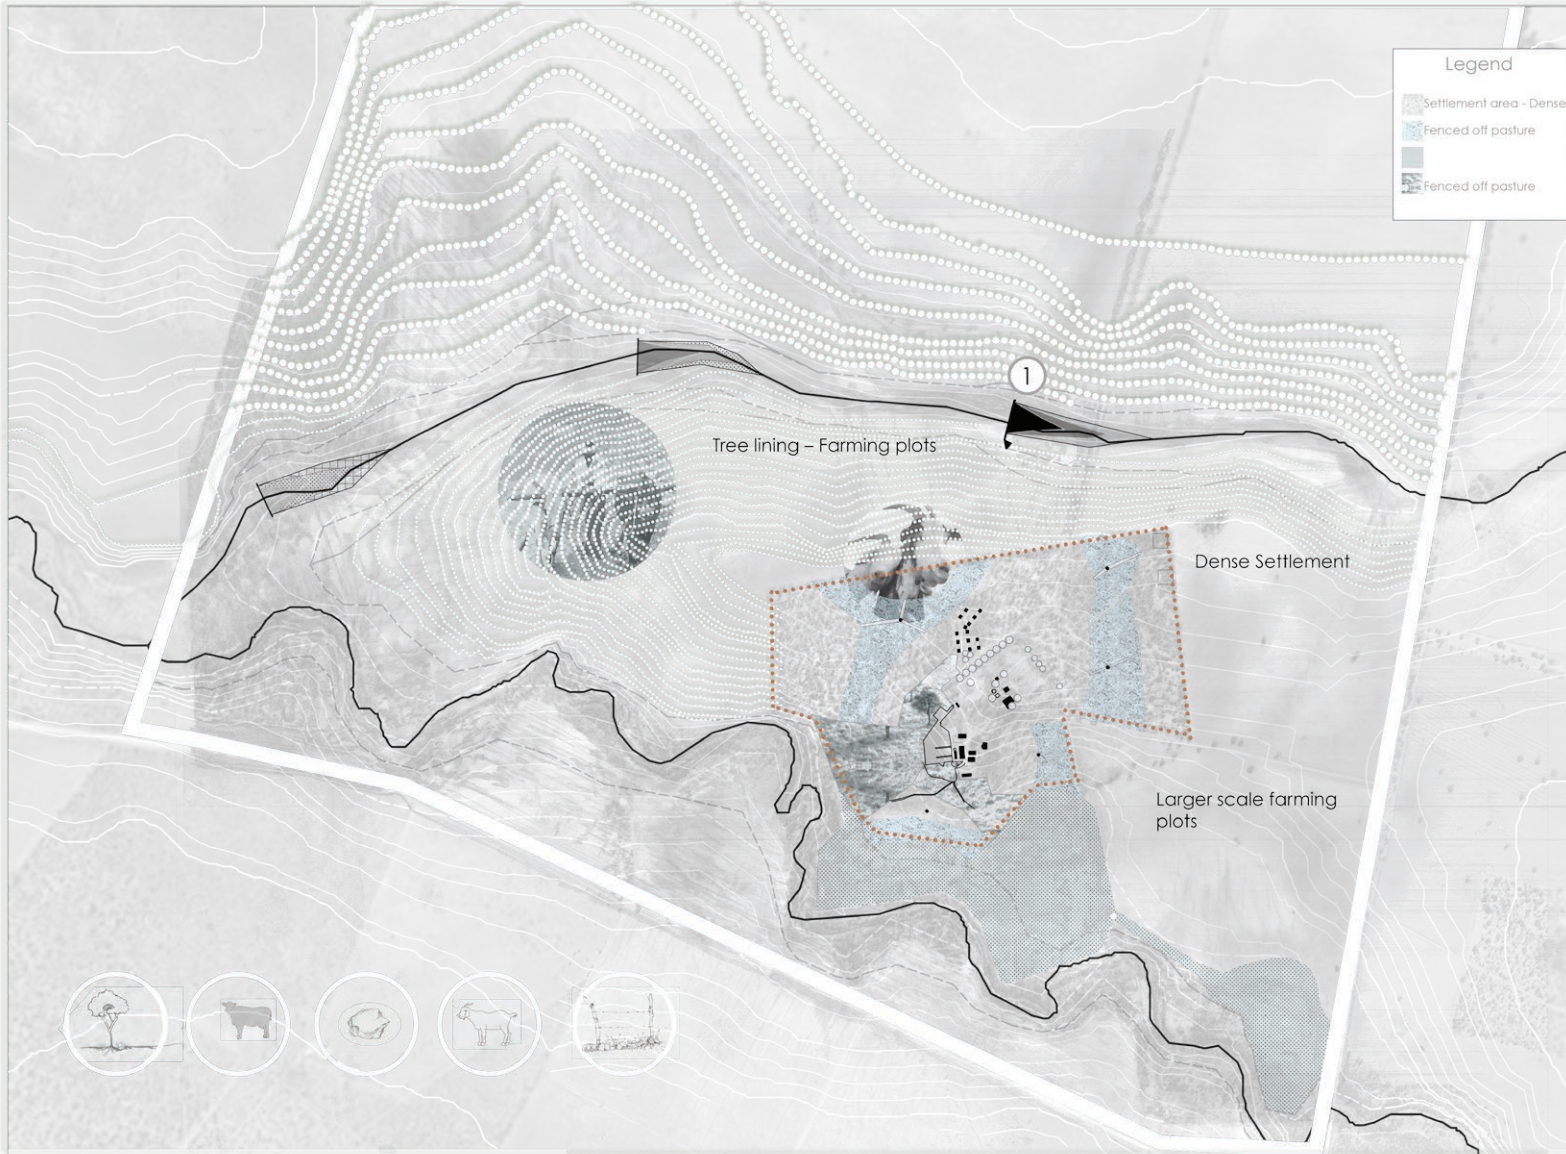 Legend
Settlement area - Dense
Fenced off pasture
Fenced off pasture
1
Tree lining – Farming plots
Dense Settlement
Larger scale farming
plots